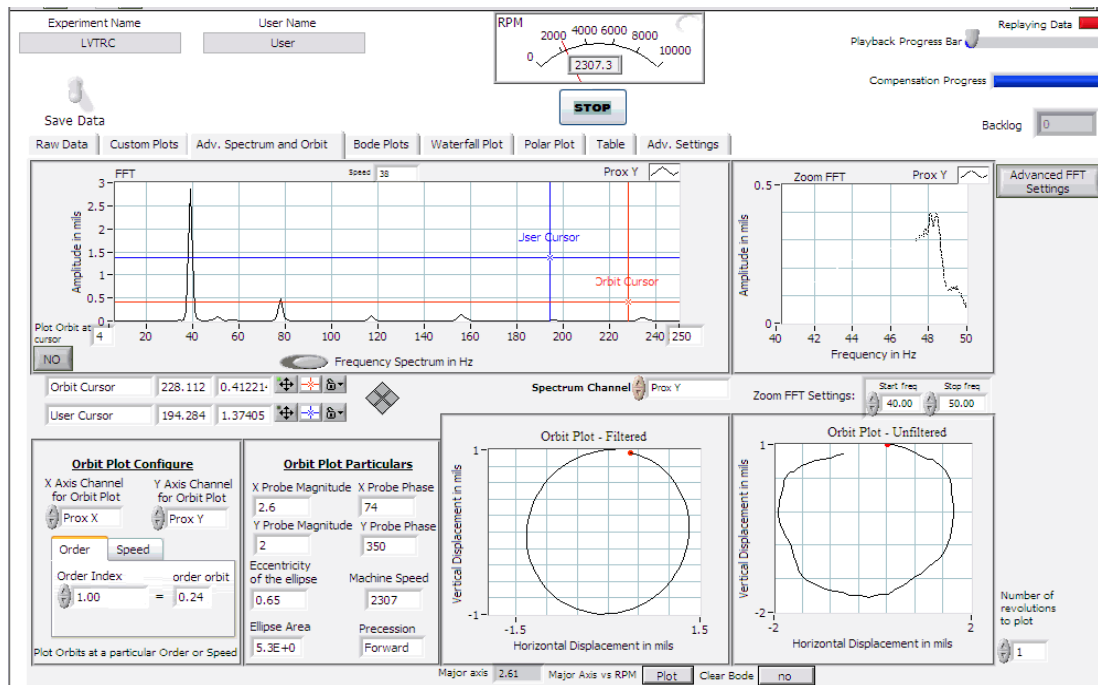 Experiment Name
LVTRC
User Name
User
RPM
0 2000 4000 6000 8000 10000
2307.3
Replaying Data
Playback Progress Bar
Compensation Progress
Backlog 0
STOP
Save Data
Raw Data Custom Plots Adv. Spectrum and Orbit Bode Plots Waterfall Plot Polar Plot Table Adv. Settings
FFT Speed 38 Prox Y
Amplitude in mils
3
2.5
2
1.5
1
0.5
0
User Cursor
Orbit Cursor
4 20 40 60 80 100 120 140 160 180 200 220 240 250
Plot Orbit at cursor
NO
Frequency Spectrum in Hz
Zoom FFT Prox Y
Amplitude in mils
0.5
0
40 42 44 46 48 50
Frequency in Hz
Advanced FFT Settings
Orbit Cursor 228.112 0.41221
User Cursor 194.284 1.37405
Spectrum Channel Prox Y
Zoom FFT Settings: Start freq 40.00 Stop freq 50.00
Orbit Plot Configure
X Axis Channel for Orbit Plot
Prox X
Y Axis Channel for Orbit Plot
Prox Y
Order Speed
Order Index order orbit
1.00 = 0.24
Plot Orbits at a particular Order or Speed
Orbit Plot Particulars
X Probe Magnitude X Probe Phase
2.6 74
Y Probe Magnitude Y Probe Phase
2 350
Eccentricity of the ellipse
0.65
Machine Speed
2307
Ellipse Area
5.3E+0
Precession
Forward
Orbit Plot - Filtered
Vertical Displacement in mils
1
-1
-1.5 1.5
Horizontal Displacement in mils
Orbit Plot - Unfiltered
Vertical Displacement in mils
1
-2
-2 2
Horizontal Displacement in mils
Number of revolutions to plot
1
Major axis 2.61 Major Axis vs RPM Plot Clear Bode no